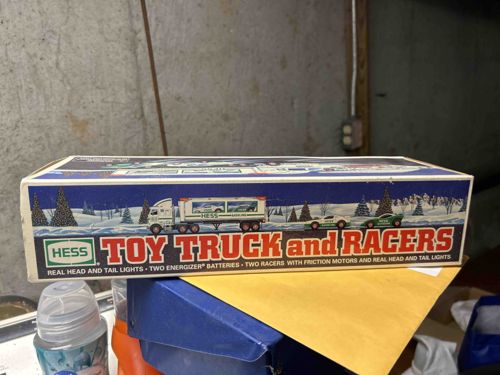 HESS
HESS
TOY TRUCK and RACERS
REAL HEAD AND TAIL LIGHTS · TWO ENERGIZER® BATTERIES · TWO RACERS WITH FRICTION MOTORS AND REAL HEAD AND TAIL LIGHTS